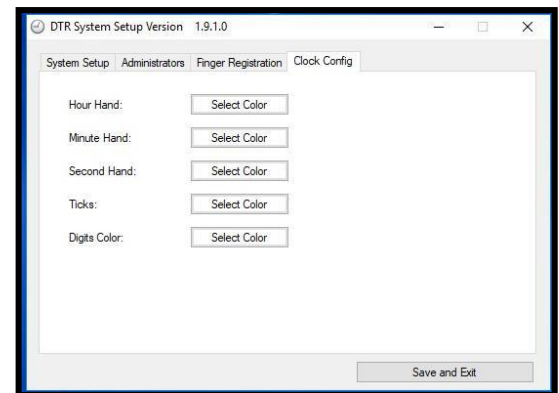 DTR System Setup Version 1.9.1.0
System Setup Administrators Finger Registration Clock Config
Hour Hand: Select Color
Minute Hand: Select Color
Second Hand: Select Color
Ticks: Select Color
Digits Color: Select Color
Save and Exit